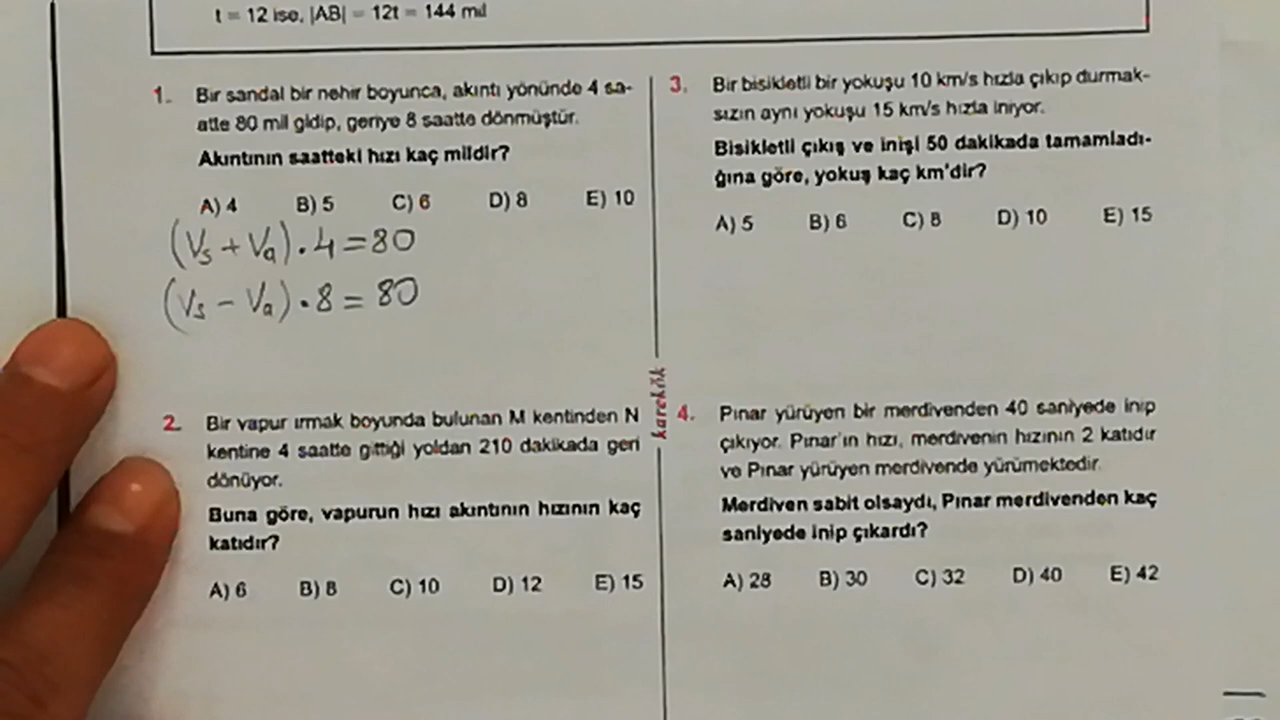 t = 12 ise, |AB| = 12t = 144 mil
1. Bir sandal bir nehir boyunca, akıntı yönünde 4 sa-
atte 80 mil gidip, geriye 8 saatte dönmüştür.
Akıntının saatteki hızı kaç mildir?
A) 4 B) 5 C) 6 D) 8 E) 10
(Vs + Va) · 4 = 80
(Vs - Va) · 8 = 80
2. Bir vapur ırmak boyunda bulunan M kentinden N
kentine 4 saatte gittiği yoldan 210 dakikada geri
dönüyor.
Buna göre, vapurun hızı akıntının hızının kaç
katıdır?
A) 6 B) 8 C) 10 D) 12 E) 15
karekök
3. Bir bisikletli bir yokuşu 10 km/s hızla çıkıp durmak-
sızın aynı yokuşu 15 km/s hızla iniyor.
Bisikletli çıkış ve inişi 50 dakikada tamamladı-
ğına göre, yokuş kaç km'dir?
A) 5 B) 6 C) 8 D) 10 E) 15
4. Pınar yürüyen bir merdivenden 40 saniyede inip
çıkıyor. Pınar'ın hızı, merdivenin hızının 2 katıdır
ve Pınar yürüyen merdivende yürümektedir.
Merdiven sabit olsaydı, Pınar merdivenden kaç
saniyede inip çıkardı?
A) 28 B) 30 C) 32 D) 40 E) 42